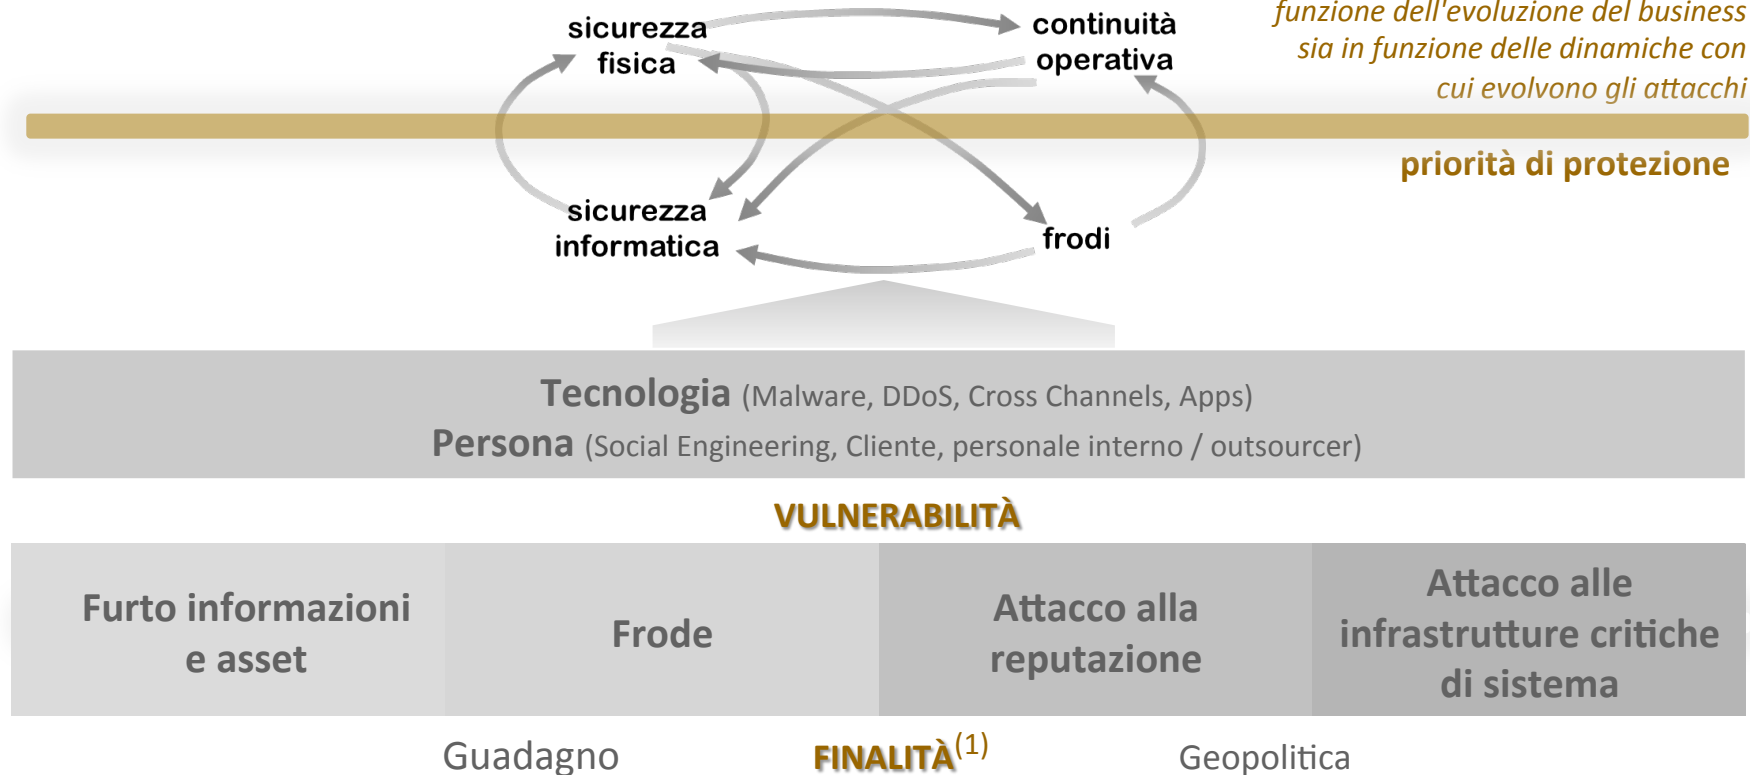 funzione dell'evoluzione del business
sia in funzione delle dinamiche con
cui evolvono gli attacchi
sicurezza
fisica
continuità
operativa
priorità di protezione
sicurezza
informatica
frodi
Tecnologia (Malware, DDoS, Cross Channels, Apps)
Persona (Social Engineering, Cliente, personale interno / outsourcer)
VULNERABILITÀ
Furto informazioni
e asset
Frode
Attacco alla
reputazione
Attacco alle
infrastrutture critiche
di sistema
Guadagno
FINALITÀ(1)
Geopolitica